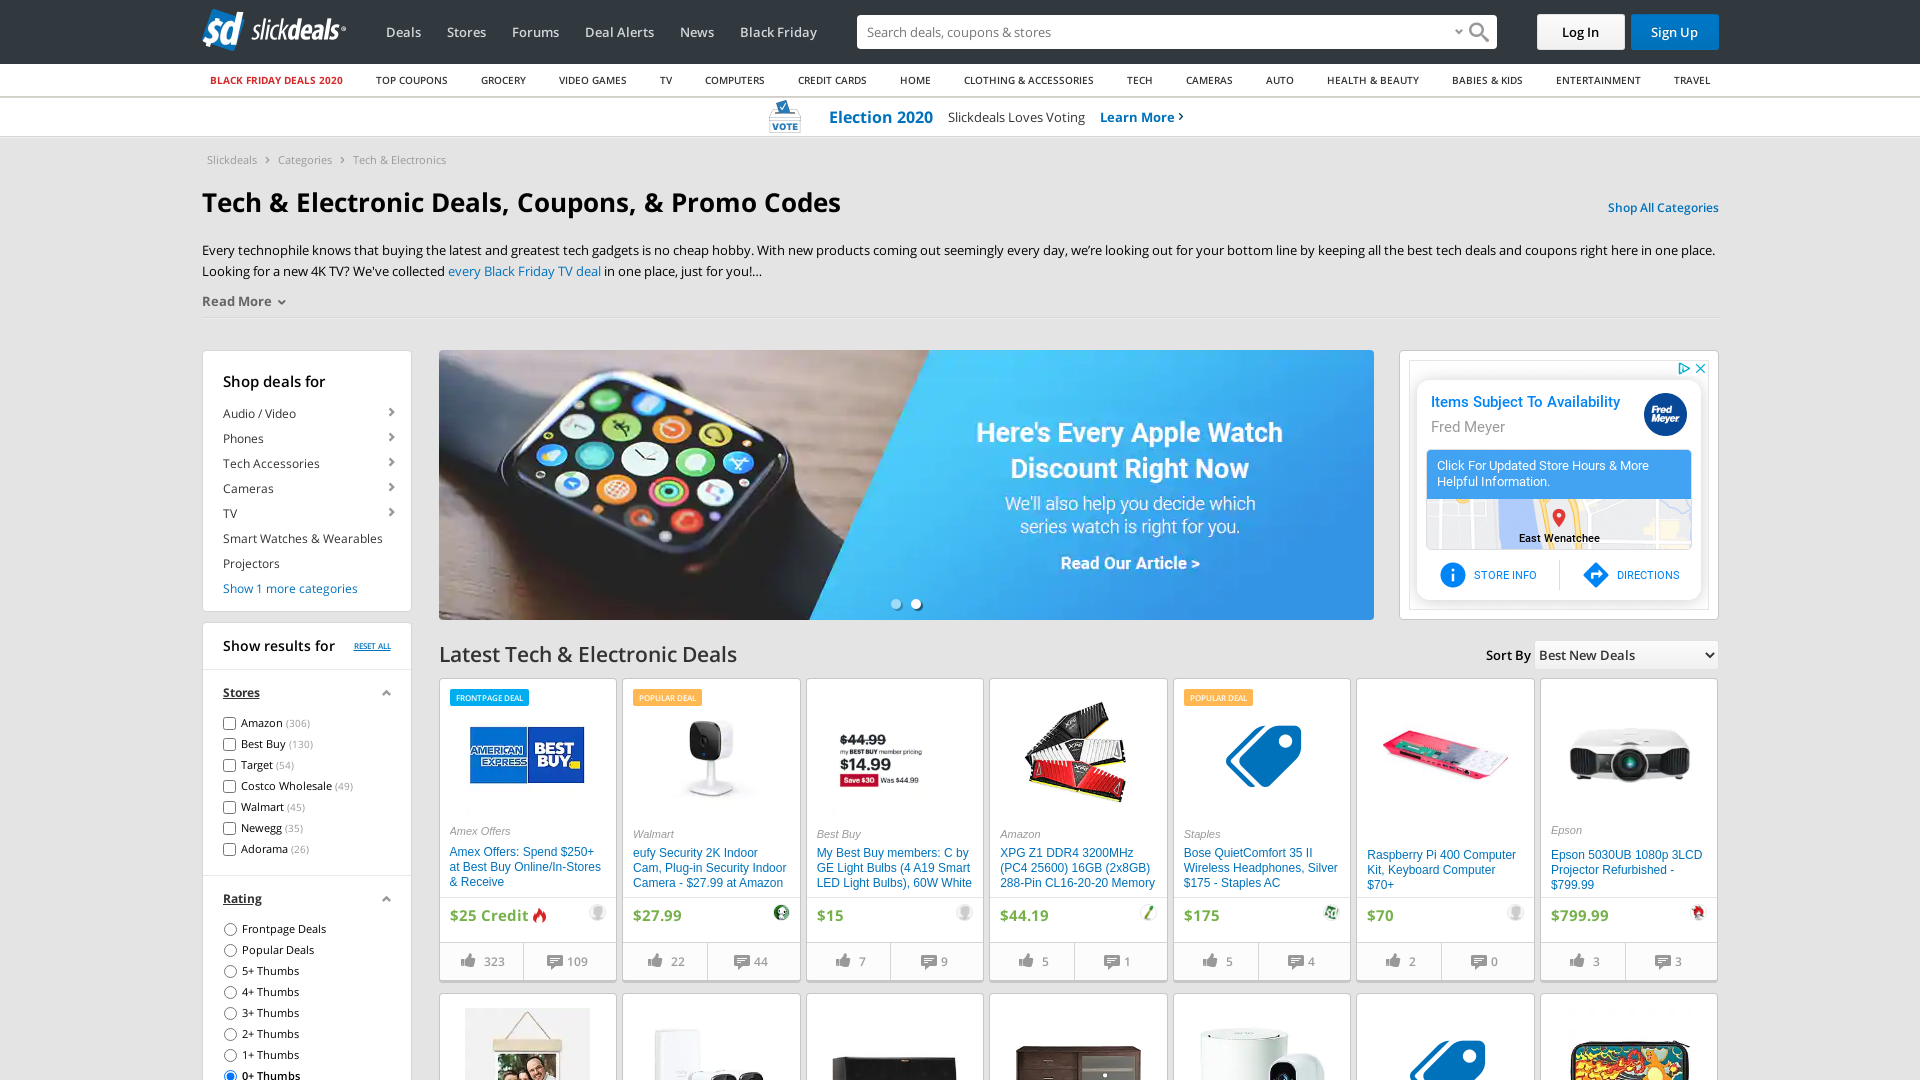 slickdeals
Deals
Stores
Forums
Deal Alerts
News
Black Friday
Search deals, coupons & stores
Log In
Sign Up
BLACK FRIDAY DEALS 2020
TOP COUPONS
GROCERY
VIDEO GAMES
TV
COMPUTERS
CREDIT CARDS
HOME
CLOTHING & ACCESSORIES
TECH
CAMERAS
AUTO
HEALTH & BEAUTY
BABIES & KIDS
ENTERTAINMENT
TRAVEL
VOTE
Election 2020
Slickdeals Loves Voting
Learn More
Slickdeals
Categories
Tech & Electronics
Tech & Electronic Deals, Coupons, & Promo Codes
Shop All Categories
Every technophile knows that buying the latest and greatest tech gadgets is no cheap hobby. With new products coming out seemingly every day, we’re looking out for your bottom line by keeping all the best tech deals and coupons right here in one place.
Looking for a new 4K TV? We've collected every Black Friday TV deal in one place, just for you!…
Read More
Shop deals for
Audio / Video
Phones
Tech Accessories
Cameras
TV
Smart Watches & Wearables
Projectors
Show 1 more categories
Here's Every Apple Watch
Discount Right Now
We'll also help you decide which
series watch is right for you.
Read Our Article >
Items Subject To Availability
Fred Meyer
Fred
Meyer
Click For Updated Store Hours & More
Helpful Information.
East Wenatchee
STORE INFO
DIRECTIONS
Show results for
RESET ALL
Stores
Amazon (306)
Best Buy (130)
Target (54)
Costco Wholesale (49)
Walmart (45)
Newegg (35)
Adorama (26)
Rating
Frontpage Deals
Popular Deals
5+ Thumbs
4+ Thumbs
3+ Thumbs
2+ Thumbs
1+ Thumbs
0+ Thumbs
Latest Tech & Electronic Deals
Sort By
Best New Deals
FRONTPAGE DEAL
AMERICAN
EXPRESS
BEST
BUY
Amex Offers
Amex Offers: Spend $250+
at Best Buy Online/In-Stores
& Receive
$25 Credit
323
109
POPULAR DEAL
Walmart
eufy Security 2K Indoor
Cam, Plug-in Security Indoor
Camera - $27.99 at Amazon
$27.99
22
44
$44.99
my BEST BUY member pricing
$14.99
Save $30
Was $44.99
Best Buy
My Best Buy members: C by
GE Light Bulbs (4 A19 Smart
LED Light Bulbs), 60W White
$15
7
9
Amazon
XPG Z1 DDR4 3200MHz
(PC4 25600) 16GB (2x8GB)
288-Pin CL16-20-20 Memory
$44.19
5
1
POPULAR DEAL
Staples
Bose QuietComfort 35 II
Wireless Headphones, Silver
$175 - Staples AC
$175
5
4
Raspberry Pi 400 Computer
Kit, Keyboard Computer
$70+
$70
2
0
Epson
Epson 5030UB 1080p 3LCD
Projector Refurbished -
$799.99
$799.99
3
3